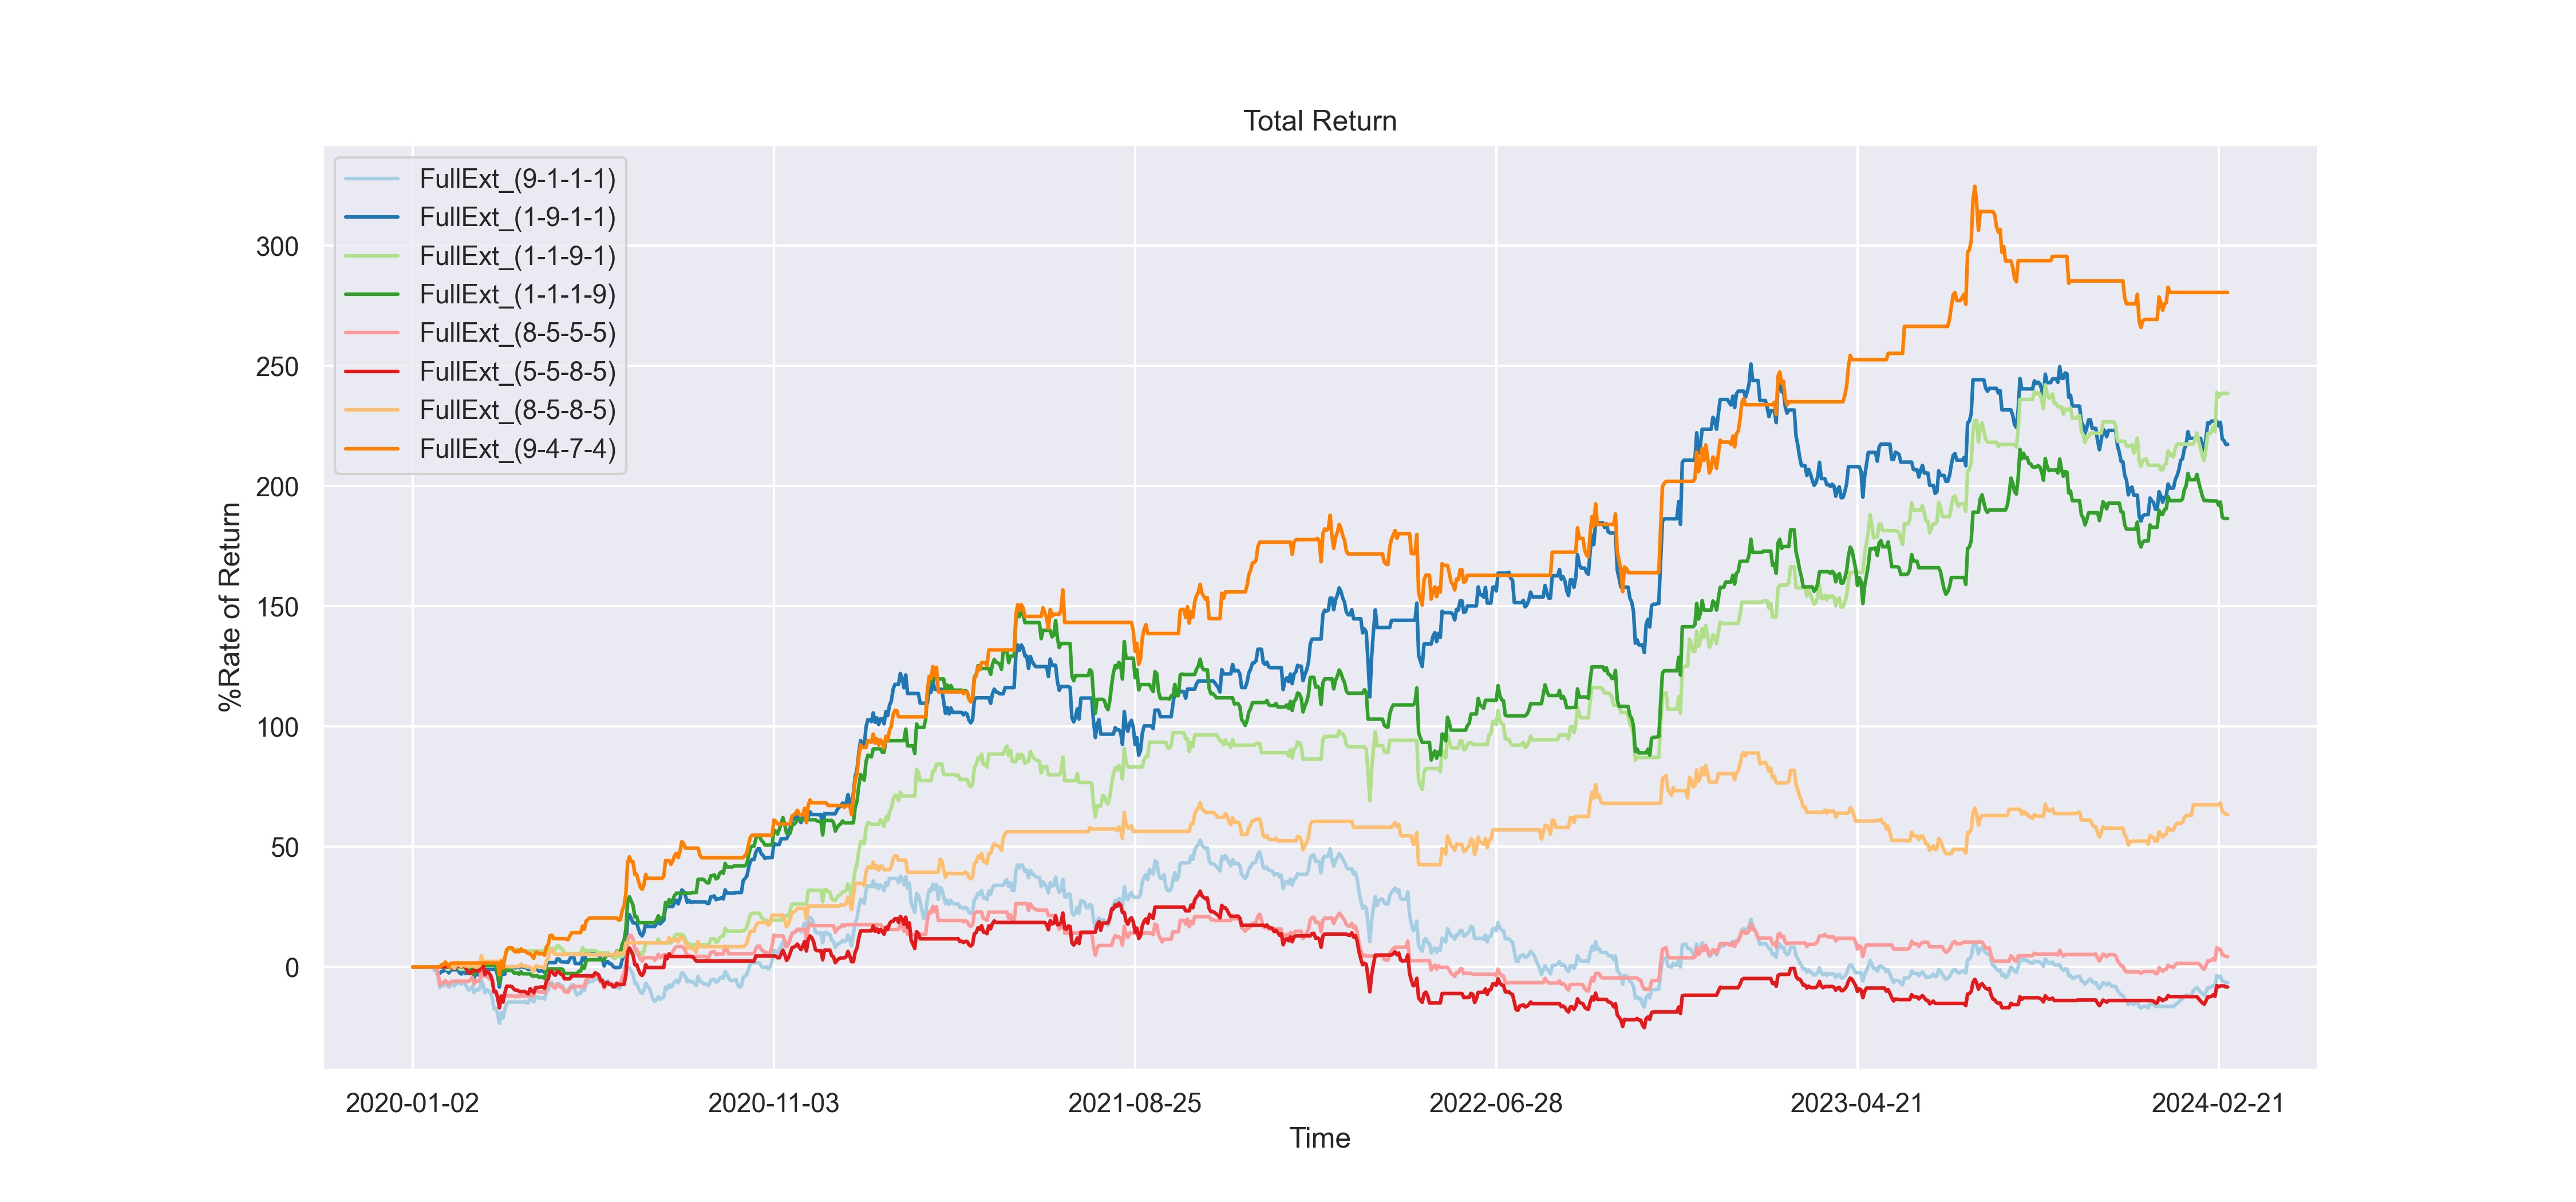 Total Return
FullExt_(9-1-1-1)
FullExt_(1-9-1-1)
FullExt_(1-1-9-1)
FullExt_(1-1-1-9)
FullExt_(8-5-5-5)
FullExt_(5-5-8-5)
FullExt_(8-5-8-5)
FullExt_(9-4-7-4)
%Rate of Return
300
250
200
150
100
50
0
2020-01-02
2020-11-03
2021-08-25
2022-06-28
2023-04-21
2024-02-21
Time